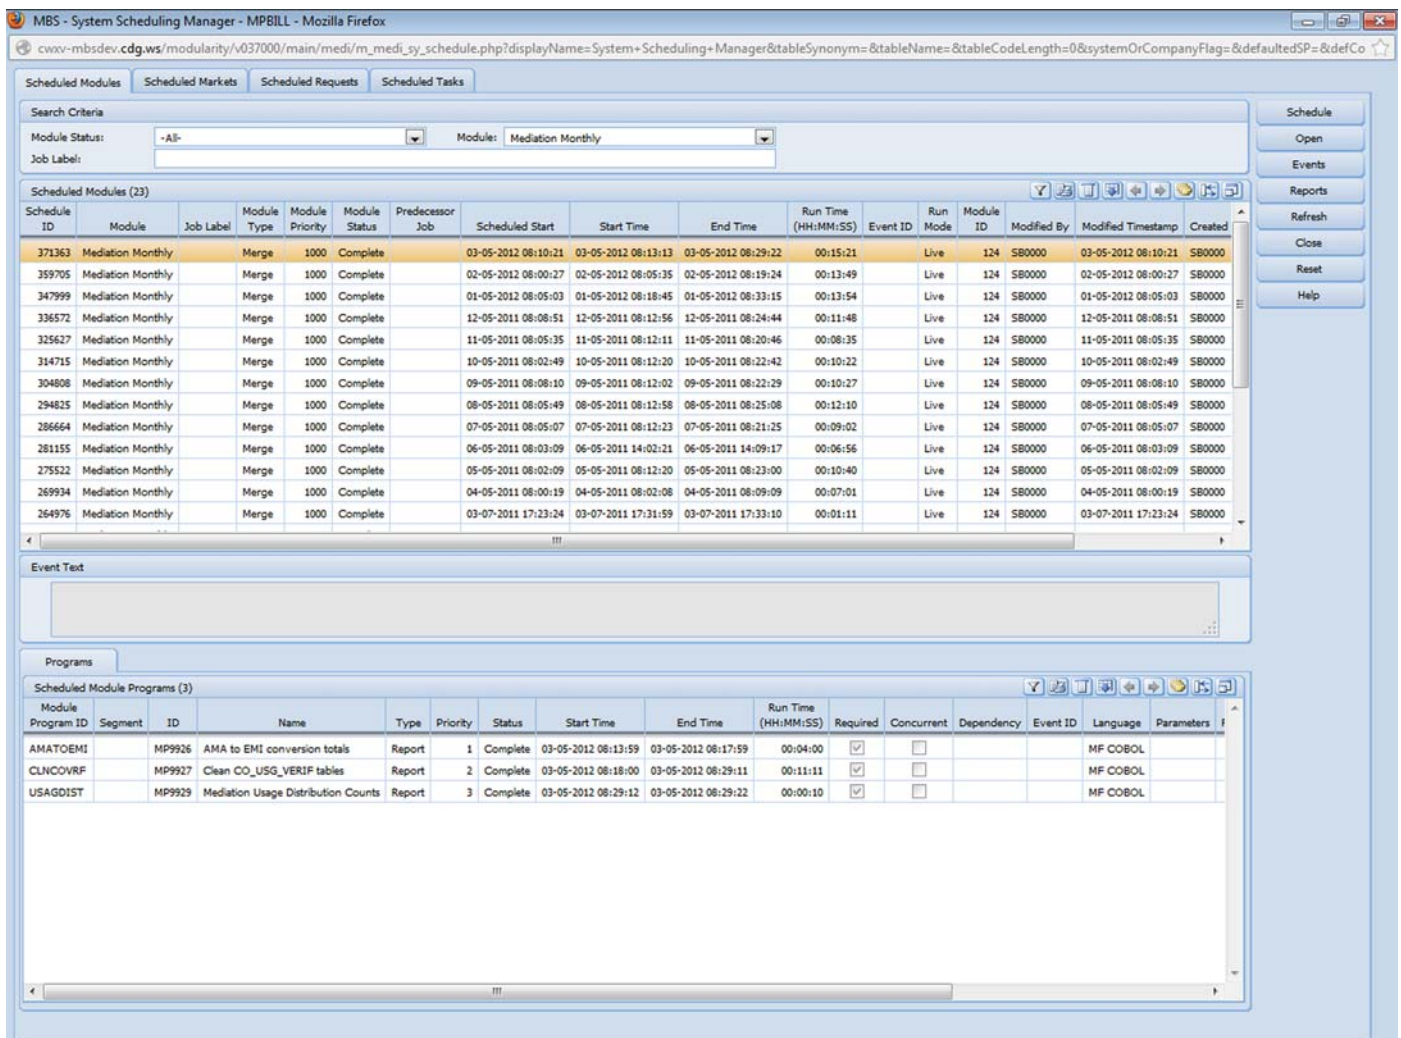 MBS - System Scheduling Manager - MPBILL - Mozilla Firefox
cwxv-mbsdev.cdg.ws/modularity/v037000/main/medi/m_medi_sy_schedule.php?displayName=System+Scheduling+Manager&tableSynonym=&tableName=&tableCodeLength=0&systemOrCompanyFlag=&defaultedSP=&defCo
Scheduled Modules Scheduled Markets Scheduled Requests Scheduled Tasks
Search Criteria
Module Status: -All- Module: Mediation Monthly
Job Label:
Schedule
Open
Events
Reports
Refresh
Close
Reset
Help
Scheduled Modules (23)
Schedule ID Module Job Label Module Type Module Priority Module Status Predecessor Job Scheduled Start Start Time End Time Run Time (HH:MM:SS) Event ID Run Mode Module ID Modified By Modified Timestamp Created
371363 Mediation Monthly Merge 1000 Complete 03-05-2012 08:10:21 03-05-2012 08:13:13 03-05-2012 08:29:22 00:15:21 Live 124 SB0000 03-05-2012 08:10:21 SB0000
359705 Mediation Monthly Merge 1000 Complete 02-05-2012 08:00:27 02-05-2012 08:05:35 02-05-2012 08:19:24 00:13:49 Live 124 SB0000 02-05-2012 08:00:27 SB0000
347999 Mediation Monthly Merge 1000 Complete 01-05-2012 08:05:03 01-05-2012 08:18:45 01-05-2012 08:33:15 00:13:54 Live 124 SB0000 01-05-2012 08:05:03 SB0000
336572 Mediation Monthly Merge 1000 Complete 12-05-2011 08:08:51 12-05-2011 08:12:56 12-05-2011 08:24:44 00:11:48 Live 124 SB0000 12-05-2011 08:08:51 SB0000
325627 Mediation Monthly Merge 1000 Complete 11-05-2011 08:05:35 11-05-2011 08:12:11 11-05-2011 08:20:46 00:08:35 Live 124 SB0000 11-05-2011 08:05:35 SB0000
314715 Mediation Monthly Merge 1000 Complete 10-05-2011 08:02:49 10-05-2011 08:12:20 10-05-2011 08:22:42 00:10:22 Live 124 SB0000 10-05-2011 08:02:49 SB0000
304808 Mediation Monthly Merge 1000 Complete 09-05-2011 08:08:10 09-05-2011 08:12:02 09-05-2011 08:22:29 00:10:27 Live 124 SB0000 09-05-2011 08:08:10 SB0000
294825 Mediation Monthly Merge 1000 Complete 08-05-2011 08:05:49 08-05-2011 08:12:58 08-05-2011 08:25:08 00:12:10 Live 124 SB0000 08-05-2011 08:05:49 SB0000
286664 Mediation Monthly Merge 1000 Complete 07-05-2011 08:05:07 07-05-2011 08:12:23 07-05-2011 08:21:25 00:09:02 Live 124 SB0000 07-05-2011 08:05:07 SB0000
281155 Mediation Monthly Merge 1000 Complete 06-05-2011 08:03:09 06-05-2011 14:02:21 06-05-2011 14:09:17 00:06:56 Live 124 SB0000 06-05-2011 08:03:09 SB0000
275522 Mediation Monthly Merge 1000 Complete 05-05-2011 08:02:09 05-05-2011 08:12:20 05-05-2011 08:23:00 00:10:40 Live 124 SB0000 05-05-2011 08:02:09 SB0000
269934 Mediation Monthly Merge 1000 Complete 04-05-2011 08:00:19 04-05-2011 08:02:08 04-05-2011 08:09:09 00:07:01 Live 124 SB0000 04-05-2011 08:00:19 SB0000
264976 Mediation Monthly Merge 1000 Complete 03-07-2011 17:23:24 03-07-2011 17:31:59 03-07-2011 17:33:10 00:01:11 Live 124 SB0000 03-07-2011 17:23:24 SB0000
Event Text
Programs
Scheduled Module Programs (3)
Module Program ID Segment ID Name Type Priority Status Start Time End Time Run Time (HH:MM:SS) Required Concurrent Dependency Event ID Language Parameters
AMATOEMI MP9926 AMA to EMI conversion totals Report 1 Complete 03-05-2012 08:13:59 03-05-2012 08:17:59 00:04:00 MF COBOL
CLNCOVRF MP9927 Clean CO_USG_VERIF tables Report 2 Complete 03-05-2012 08:18:00 03-05-2012 08:29:11 00:11:11 MF COBOL
USAGDIST MP9929 Mediation Usage Distribution Counts Report 3 Complete 03-05-2012 08:29:12 03-05-2012 08:29:22 00:00:10 MF COBOL